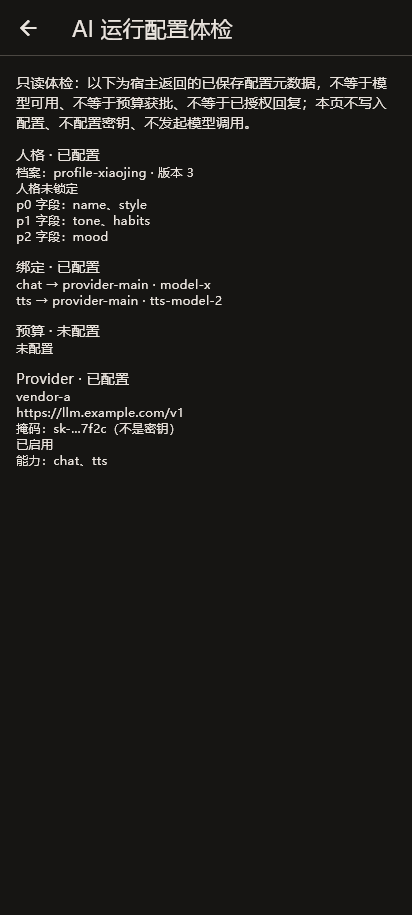 AI 运行配置体检
只读体检：以下为宿主返回的已保存配置元数据，不等于模
型可用、不等于预算获批、不等于已授权回复；本页不写入
配置、不配置密钥、不发起模型调用。
人格 · 已配置
档案：profile-xiaojing · 版本 3
人格未锁定
p0 字段：name、style
p1 字段：tone、habits
p2 字段：mood
绑定 · 已配置
chat → provider-main · model-x
tts → provider-main · tts-model-2
预算 · 未配置
未配置
Provider · 已配置
vendor-a
https://llm.example.com/v1
掩码：sk-…7f2c（不是密钥）
已启用
能力：chat、tts